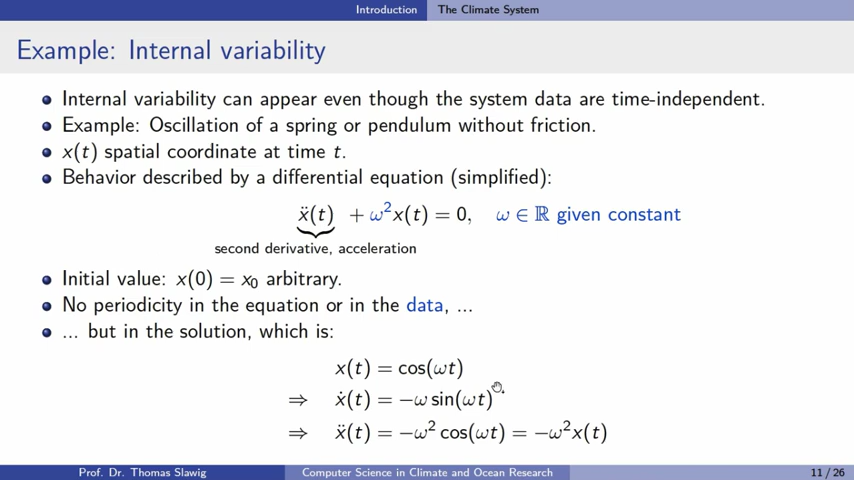 Introduction The Climate System
Example: Internal variability
Internal variability can appear even though the system data are time-independent.
Example: Oscillation of a spring or pendulum without friction.
x(t) spatial coordinate at time t.
Behavior described by a differential equation (simplified):
ẍ(t) + ω²x(t) = 0, ω ∈ ℝ given constant
second derivative, acceleration
Initial value: x(0) = x₀ arbitrary.
No periodicity in the equation or in the data, ...
... but in the solution, which is:
x(t) = cos(ωt)
⇒ ẋ(t) = −ω sin(ωt)
⇒ ẍ(t) = −ω² cos(ωt) = −ω²x(t)
Prof. Dr. Thomas Slawig Computer Science in Climate and Ocean Research 11 / 26